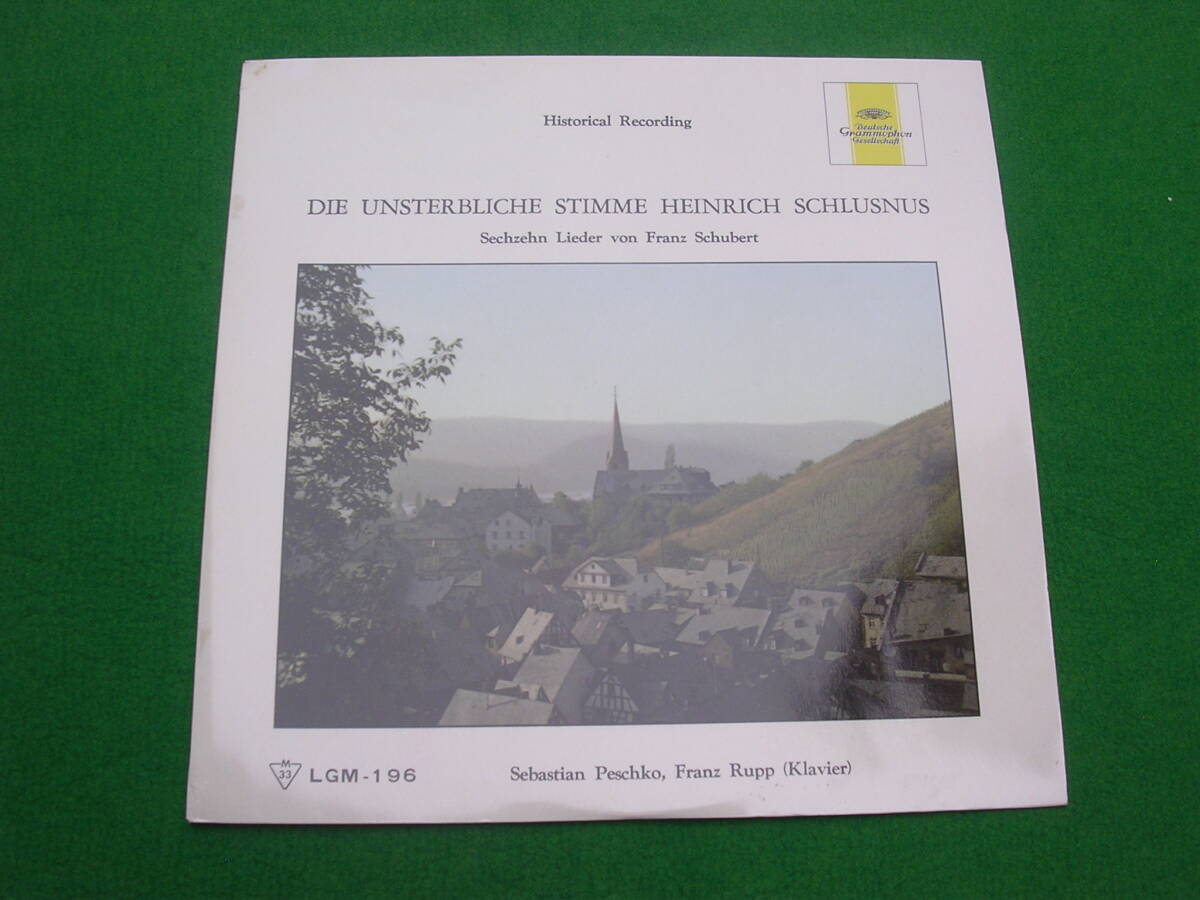 Historical Recording
Deutsche
Grammophon
Gesellschaft
DIE UNSTERBLICHE STIMME HEINRICH SCHLUSNUS
Sechzehn Lieder von Franz Schubert
M
33
LGM-196
Sebastian Peschko, Franz Rupp (Klavier)